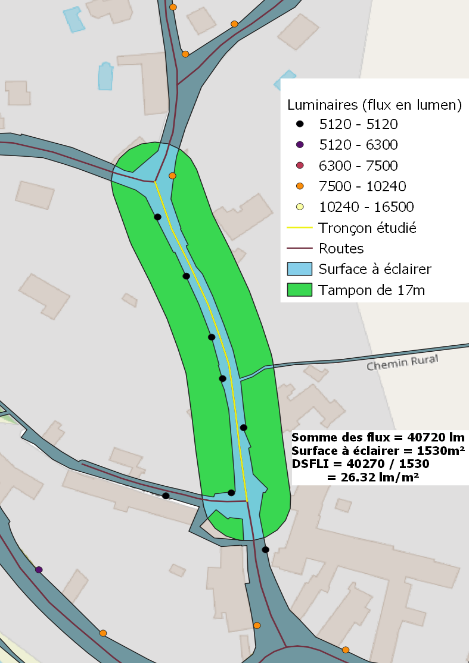 Luminaires (flux en lumen)
5120 - 5120
5120 - 6300
6300 - 7500
7500 - 10240
10240 - 16500
Tronçon étudié
Routes
Surface à éclairer
Tampon de 17m
Chemin Rural
Somme des flux = 40720 lm
Surface à éclairer = 1530m²
DSFLI = 40270 / 1530
= 26.32 lm/m²